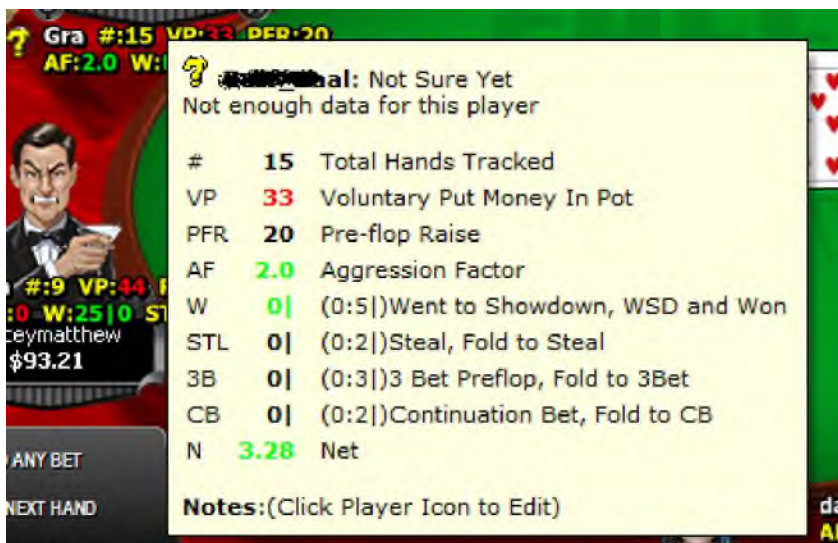 Gra #:15 VP:33 PFR:20
AF:2.0 W:
aal: Not Sure Yet
Not enough data for this player
# 15 Total Hands Tracked
VP 33 Voluntary Put Money In Pot
PFR 20 Pre-flop Raise
AF 2.0 Aggression Factor
W 0| (0:5|)Went to Showdown, WSD and Won
STL 0| (0:2|)Steal, Fold to Steal
3B 0| (0:3|)3 Bet Preflop, Fold to 3Bet
CB 0| (0:2|)Continuation Bet, Fold to CB
N 3.28 Net
Notes:(Click Player Icon to Edit)
#:9 VP:44
:0 W:25|0 ST
ceymatthew
$93.21
ANY BET
NEXT HAND
da